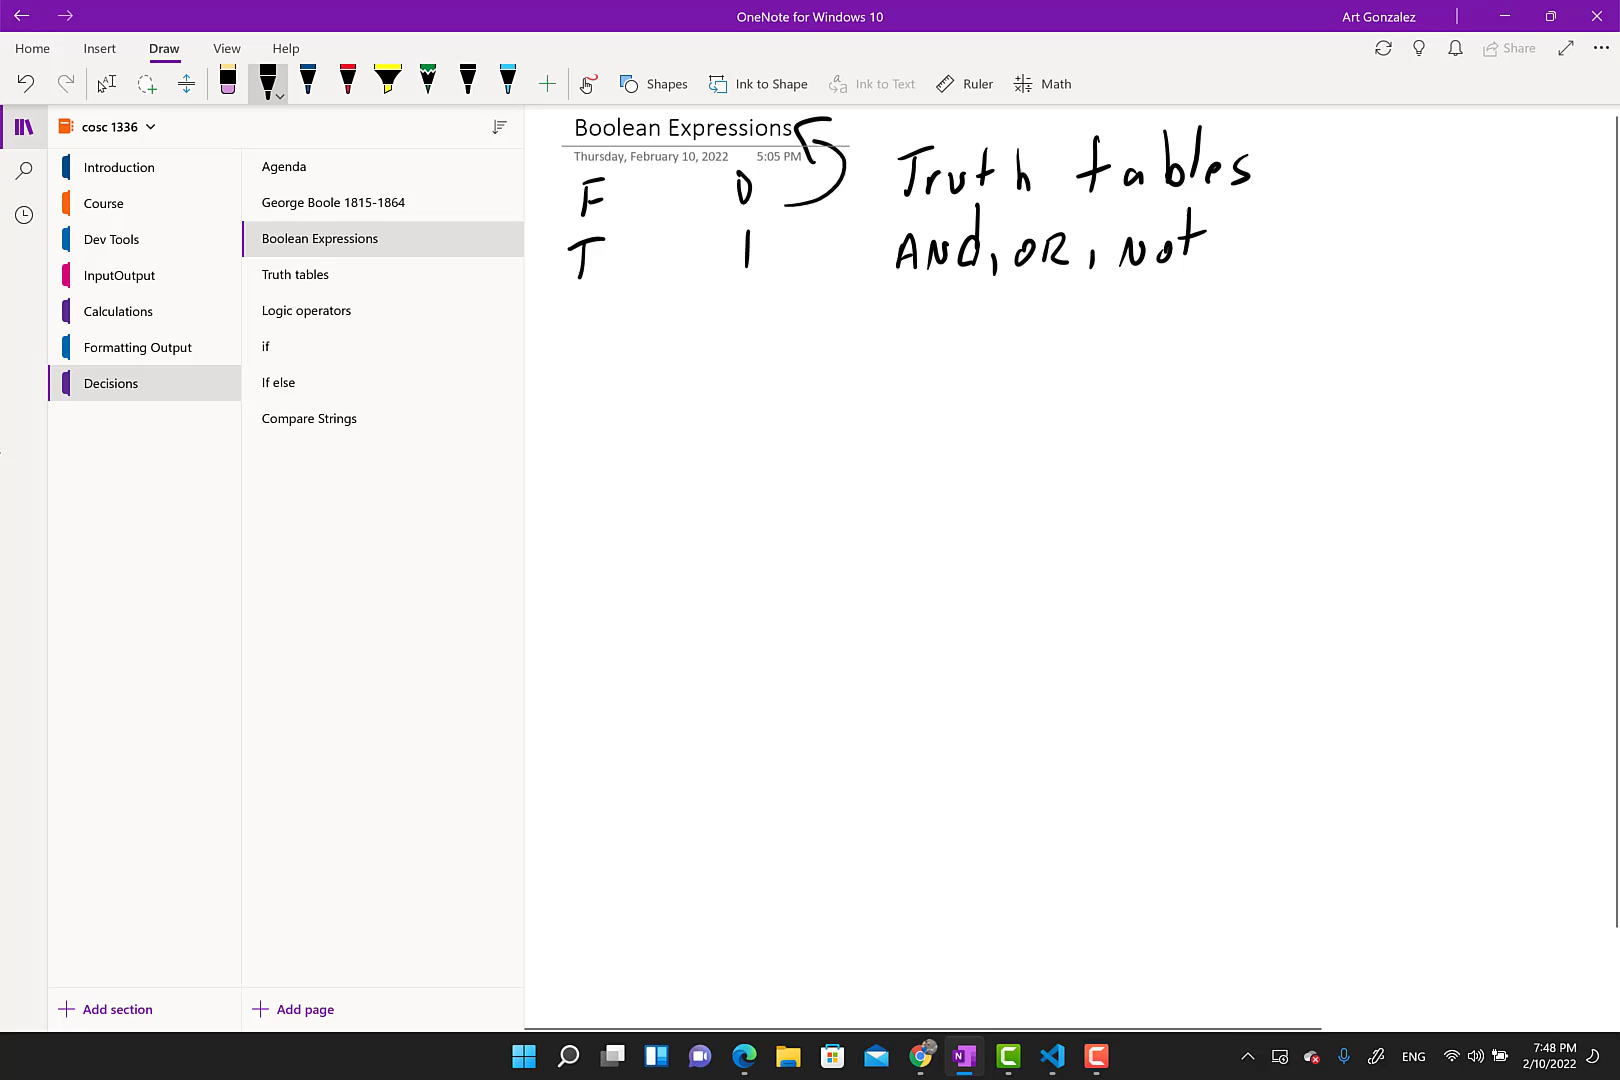 OneNote for Windows 10
Art Gonzalez
Home Insert Draw View Help
Share
Shapes Ink to Shape Ink to Text Ruler Math
cosc 1336
Introduction
Course
Dev Tools
InputOutput
Calculations
Formatting Output
Decisions
Agenda
George Boole 1815-1864
Boolean Expressions
Truth tables
Logic operators
if
If else
Compare Strings
Boolean Expressions
Thursday, February 10, 2022 5:05 PM
F 0
T 1
Truth tables
And, OR, Not
Add section
Add page
ENG
7:48 PM
2/10/2022